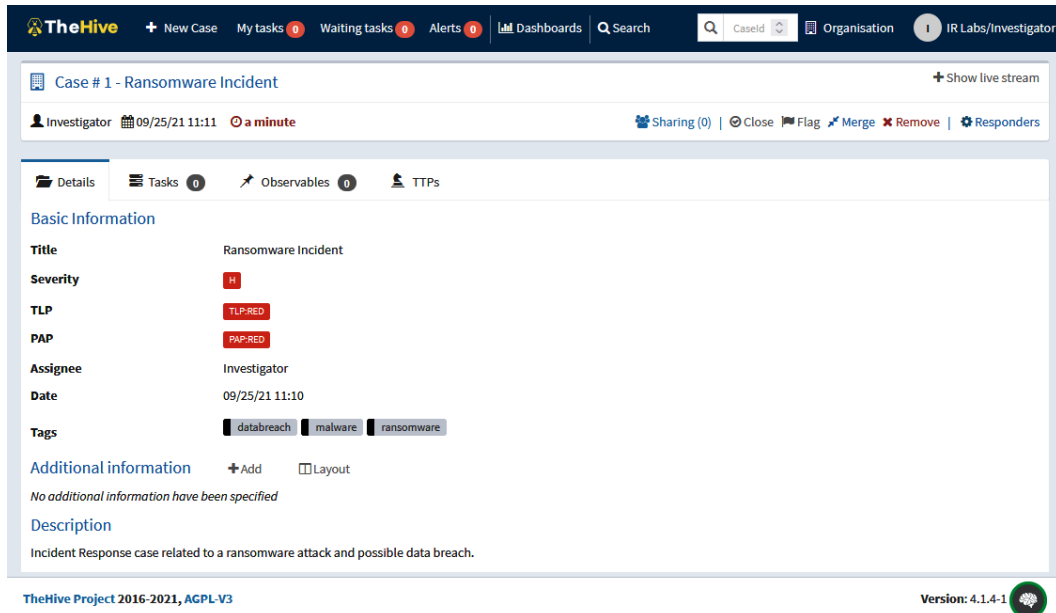 TheHive + New Case My tasks 0 Waiting tasks 0 Alerts 0 Dashboards Search CaseId Organisation I IR Labs/Investigator
Case # 1 - Ransomware Incident +Show live stream
Investigator 09/25/21 11:11 a minute Sharing (0) | Close Flag Merge Remove | Responders
Details Tasks 0 Observables 0 TTPs
Basic Information
Title Ransomware Incident
Severity H
TLP TLP:RED
PAP PAP:RED
Assignee Investigator
Date 09/25/21 11:10
Tags databreach malware ransomware
Additional information +Add Layout
No additional information have been specified
Description
Incident Response case related to a ransomware attack and possible data breach.
TheHive Project 2016-2021, AGPL-V3 Version: 4.1.4-1